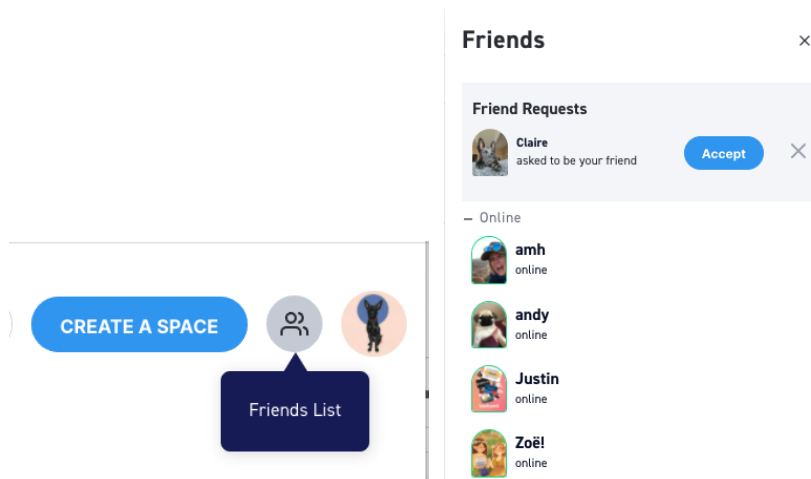 CREATE A SPACE
Friends List
Friends
Friend Requests
Claire
asked to be your friend
Accept
– Online
amh
online
andy
online
Justin
online
Zoë!
online